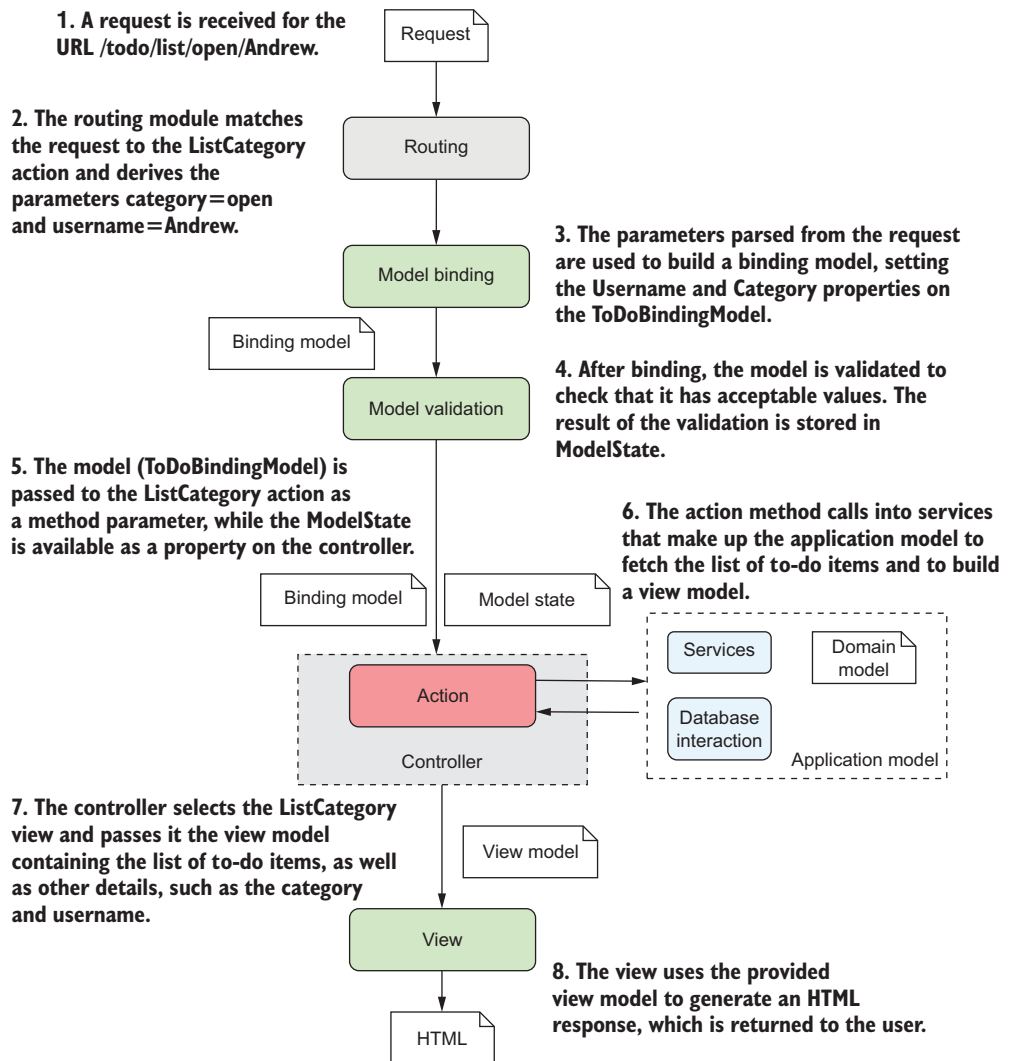 1. A request is received for the
URL /todo/list/open/Andrew.
Request
2. The routing module matches
the request to the ListCategory
action and derives the
parameters category=open
and username=Andrew.
Routing
3. The parameters parsed from the request
are used to build a binding model, setting
the Username and Category properties on
the ToDoBindingModel.
Model binding
Binding model
4. After binding, the model is validated to
check that it has acceptable values. The
result of the validation is stored in
ModelState.
Model validation
5. The model (ToDoBindingModel) is
passed to the ListCategory action as
a method parameter, while the ModelState
is available as a property on the controller.
6. The action method calls into services
that make up the application model to
fetch the list of to-do items and to build
a view model.
Binding model
Model state
Services
Domain
model
Action
Database
interaction
Application model
Controller
7. The controller selects the ListCategory
view and passes it the view model
containing the list of to-do items, as well
as other details, such as the category
and username.
View model
View
8. The view uses the provided
view model to generate an HTML
response, which is returned to the user.
HTML